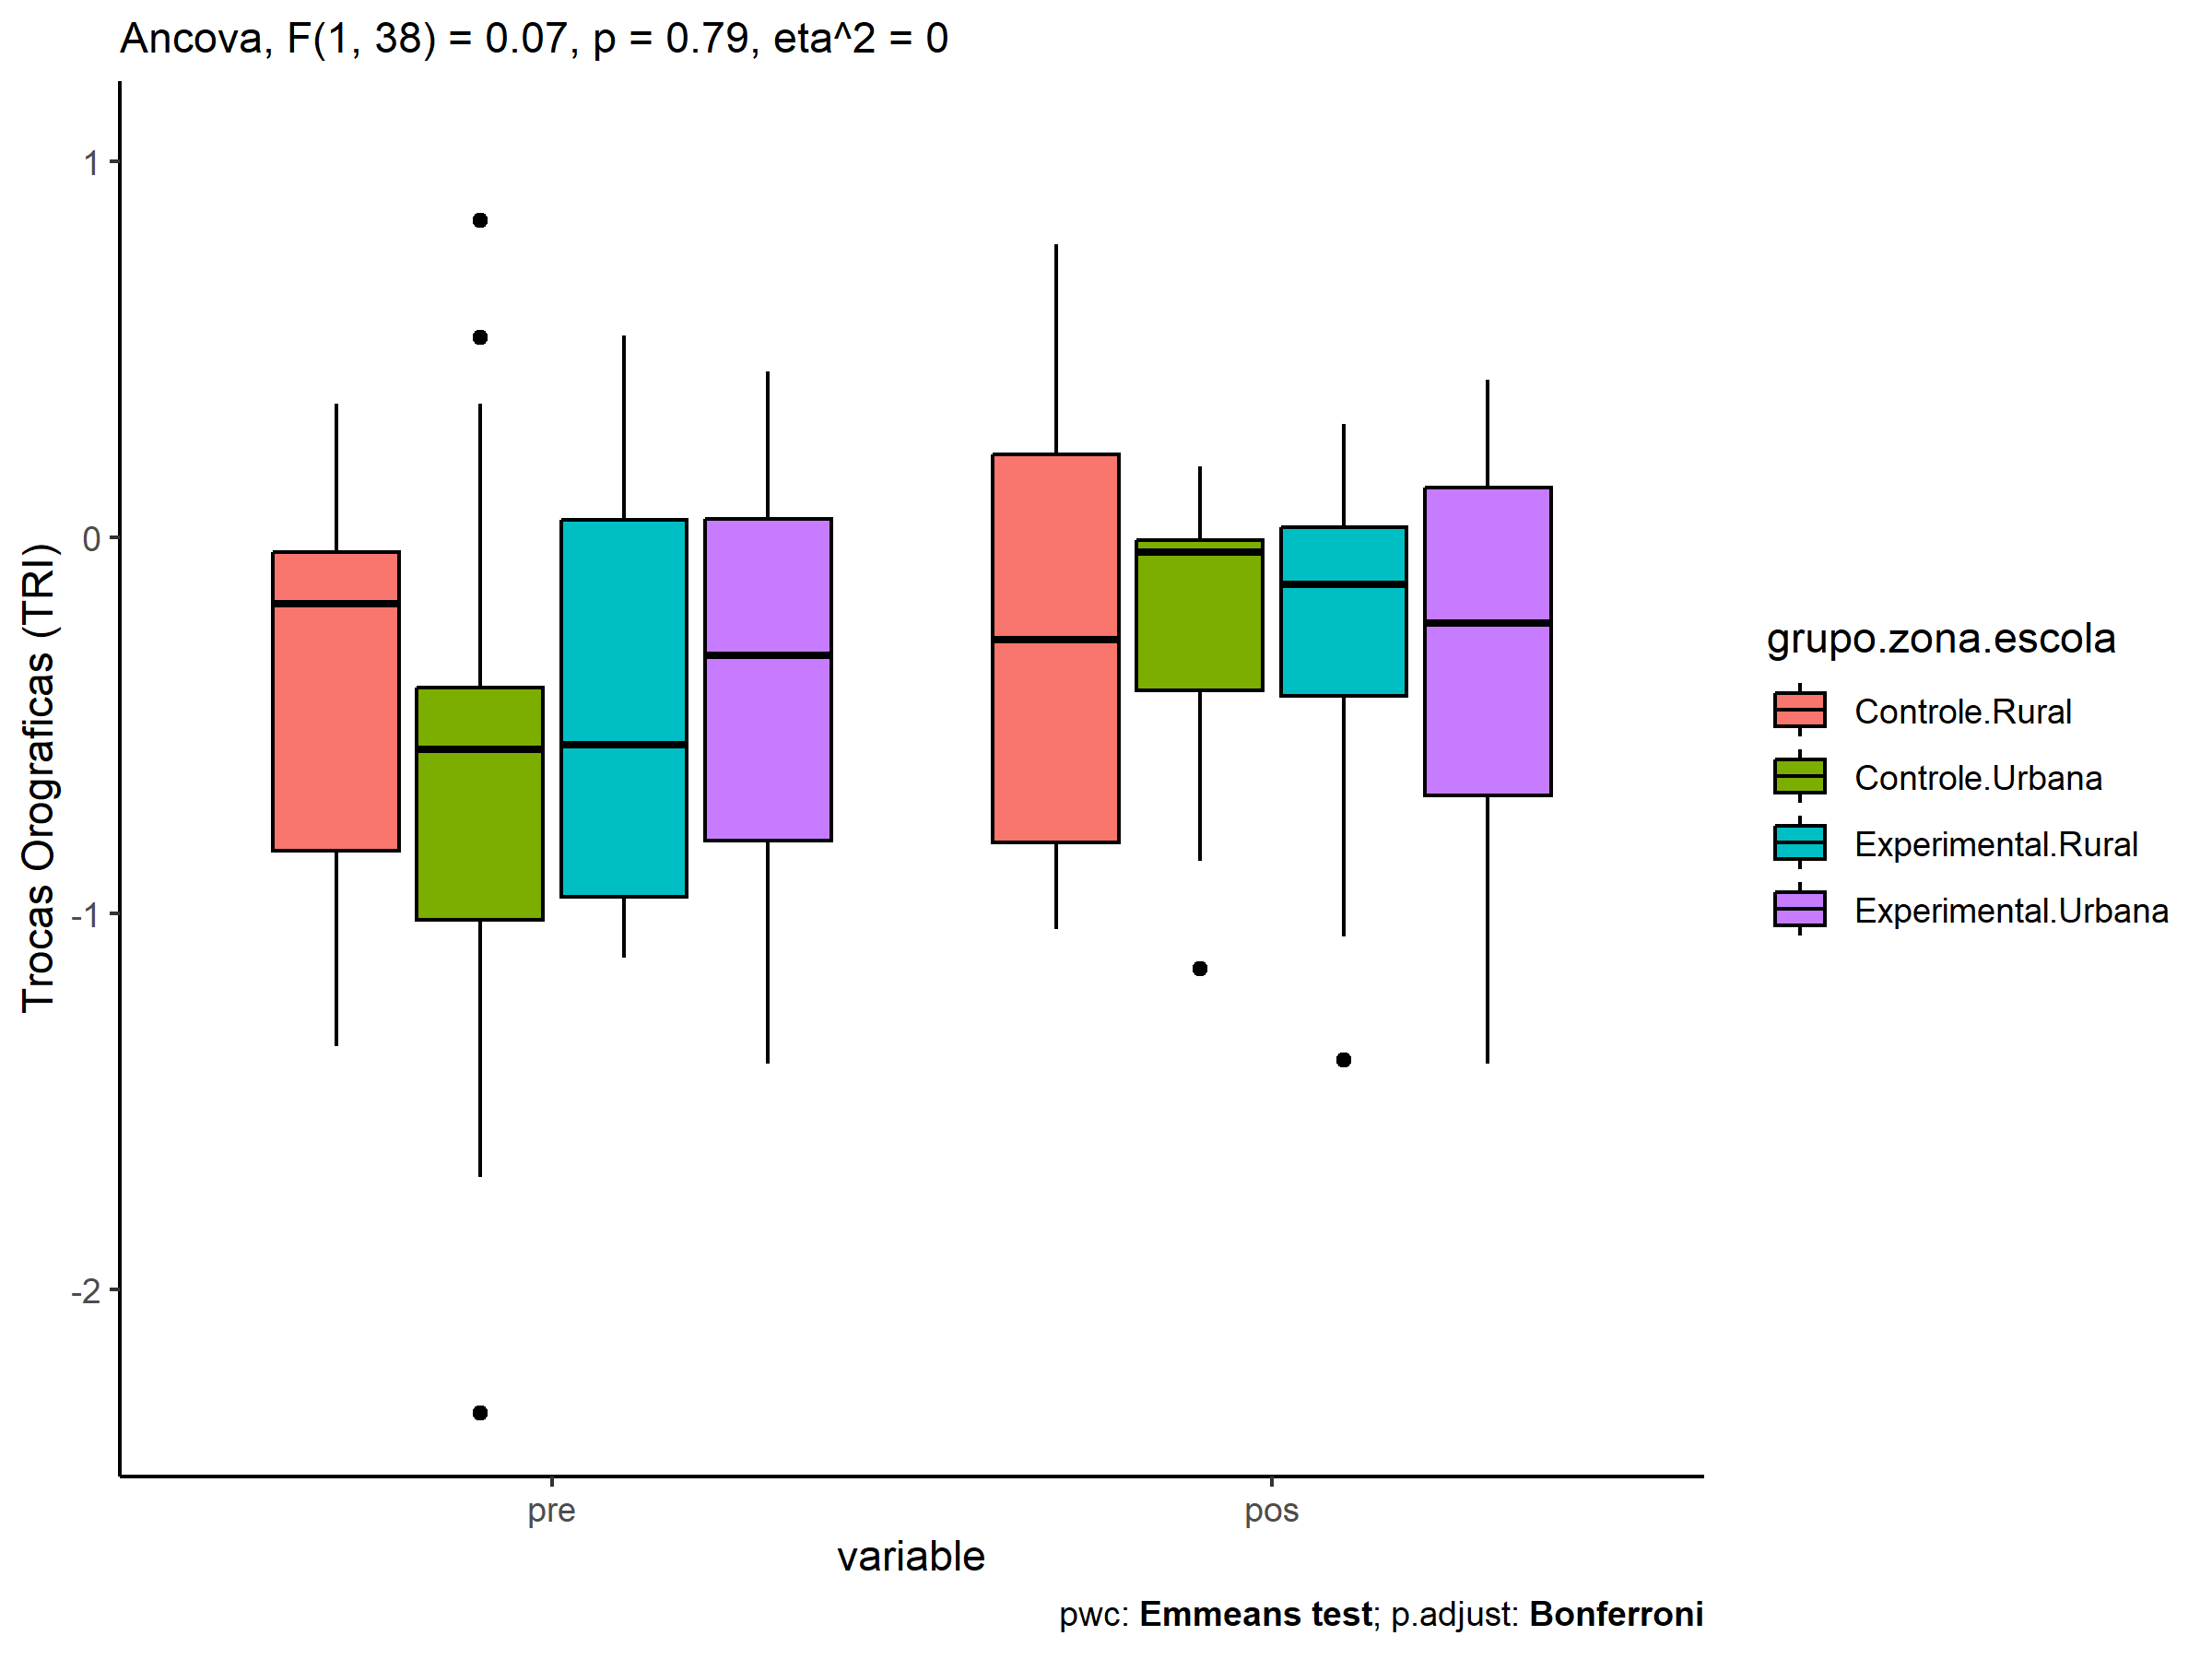 Ancova, F(1, 38) = 0.07, p = 0.79, eta^2 = 0
Trocas Orograficas (TRI)
1
0
-1
-2
pre
pos
variable
grupo.zona.escola
Controle.Rural
Controle.Urbana
Experimental.Rural
Experimental.Urbana
pwc: Emmeans test; p.adjust: Bonferroni